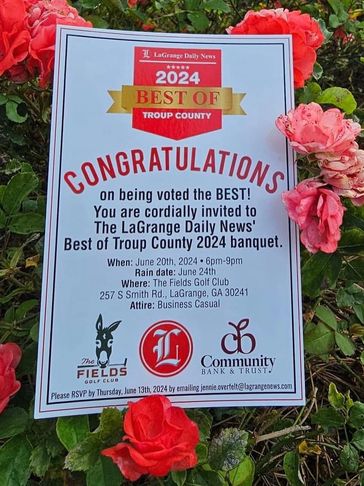 L LaGrange Daily News
2024
BEST OF
TROUP COUNTY
CONGRATULATIONS
on being voted the BEST!
You are cordially invited to
The LaGrange Daily News'
Best of Troup County 2024 banquet.
When: June 20th, 2024 • 6pm-9pm
Rain date: June 24th
Where: The Fields Golf Club
257 S Smith Rd., LaGrange, GA 30241
Attire: Business Casual
The
FIELDS
GOLF CLUB
L
cb
Community
BANK & TRUST
Please RSVP by Thursday, June 13th, 2024 by emailing jennie.overfelt@lagrangenews.com